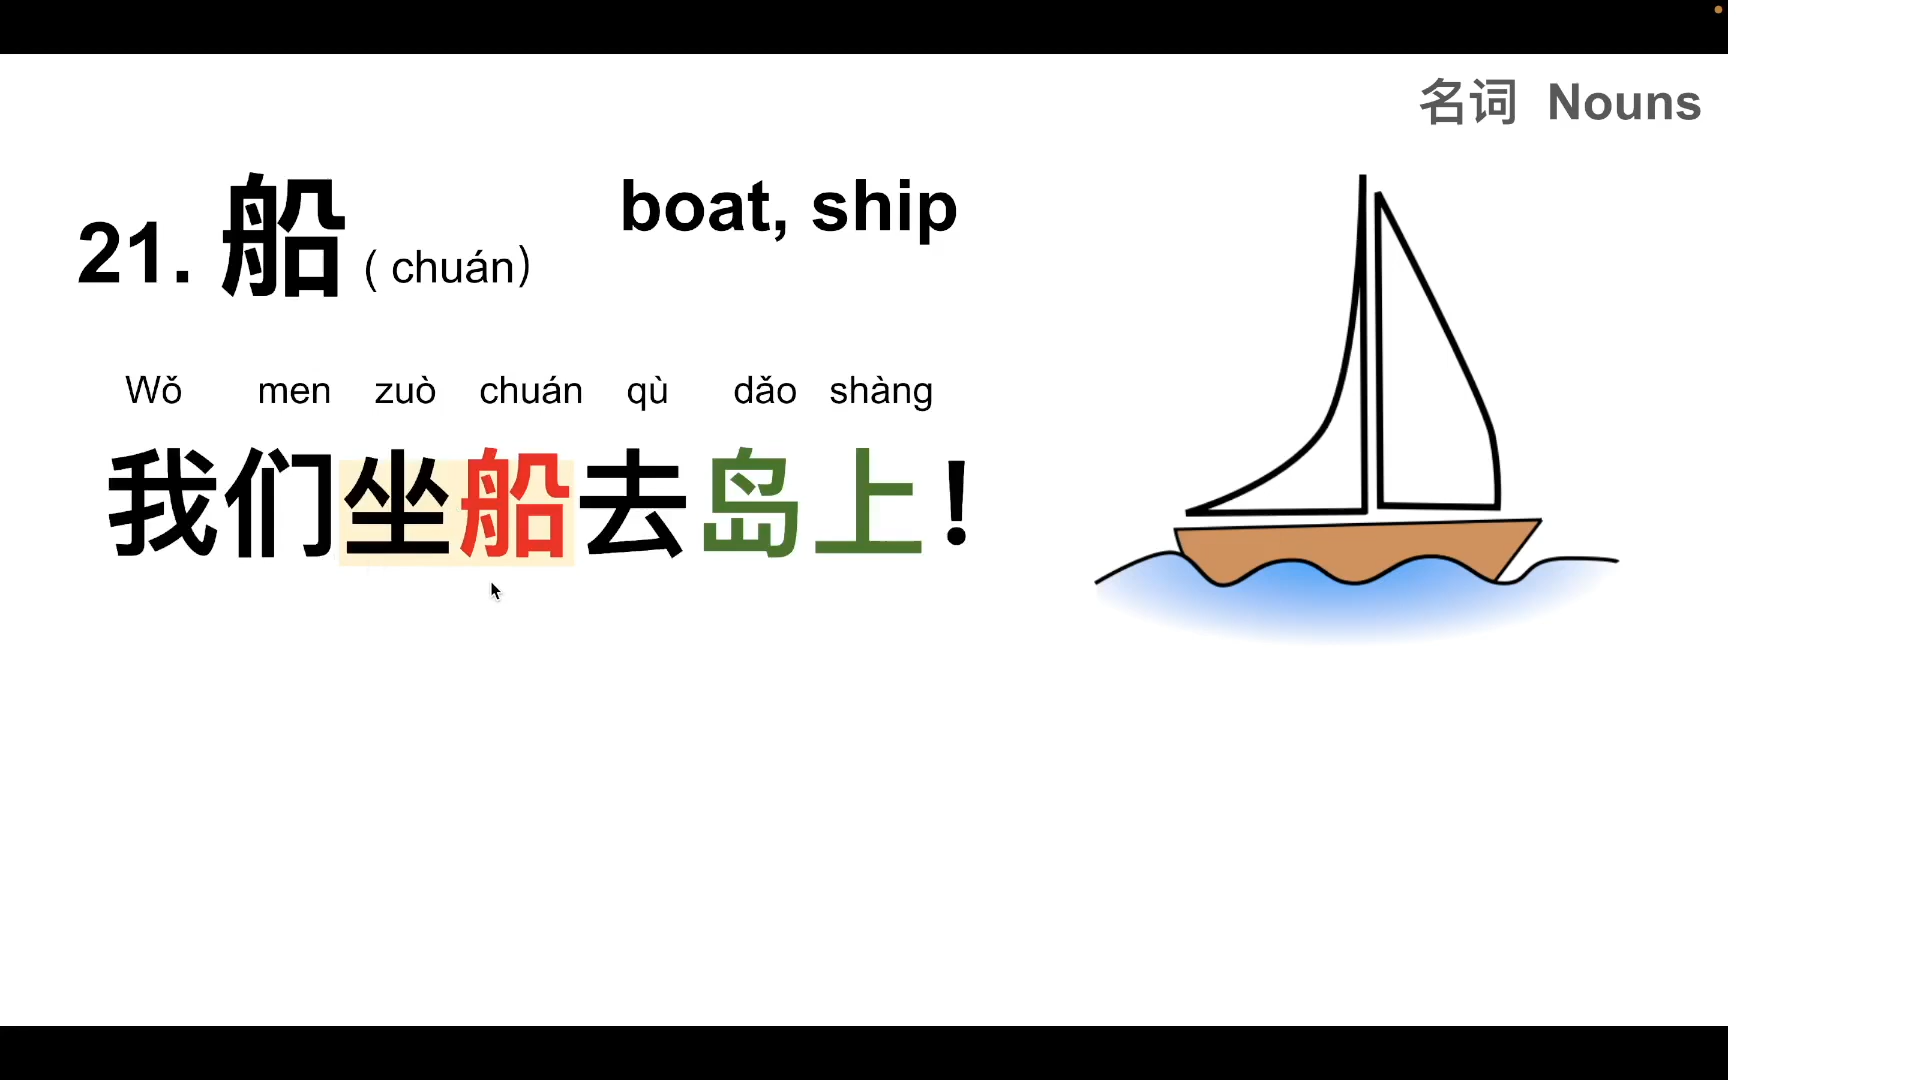 名词 Nouns
21. 船 ( chuán） boat, ship
Wǒ men zuò chuán qù dǎo shàng
我们坐船去岛上！